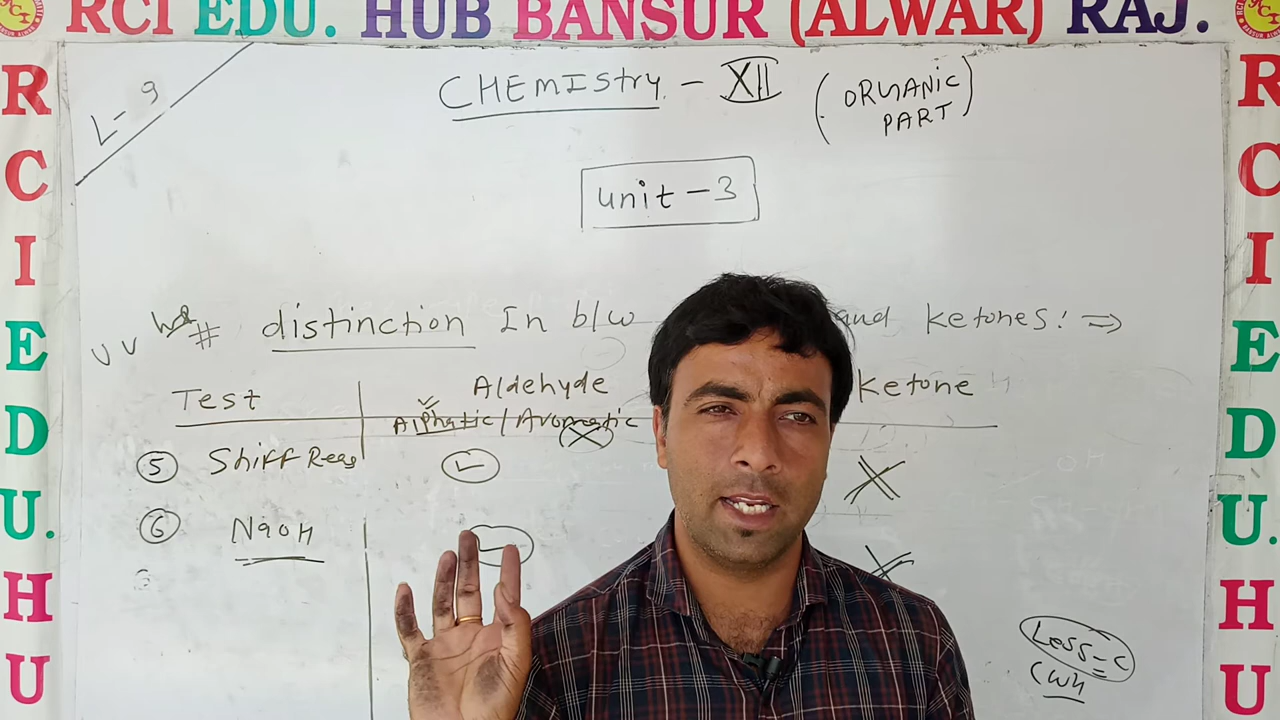 RCI EDU. HUB BANSUR (ALWAR) RAJ.
R C I E D U. H U
R C I E D U. H U
L-9
CHEMIStry - XII (ORGANIC PART)
unit-3
# distinction In b/w and ketones! ⇒
Test Aldehyde ketone
Aliphatic/Aromatic
5 Shiff Reag
6 NaOH
Less = c